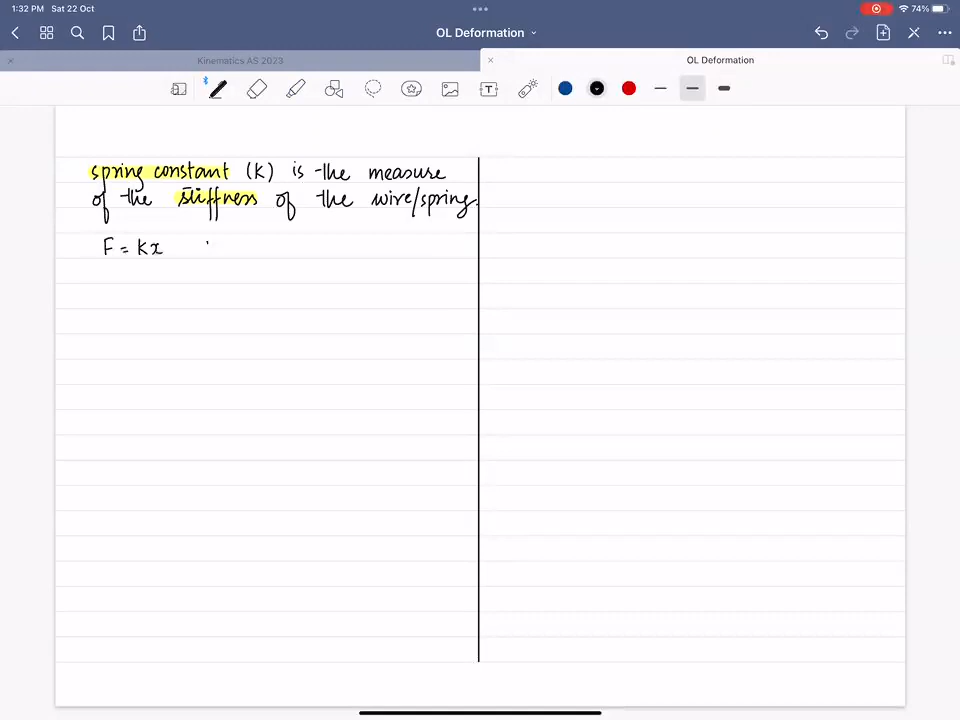 1:32 PM Sat 22 Oct
74%
OL Deformation
Kinematics AS 2023
OL Deformation
spring constant (K) is the measure
of the stiffness of the wire/spring.
F = Kx